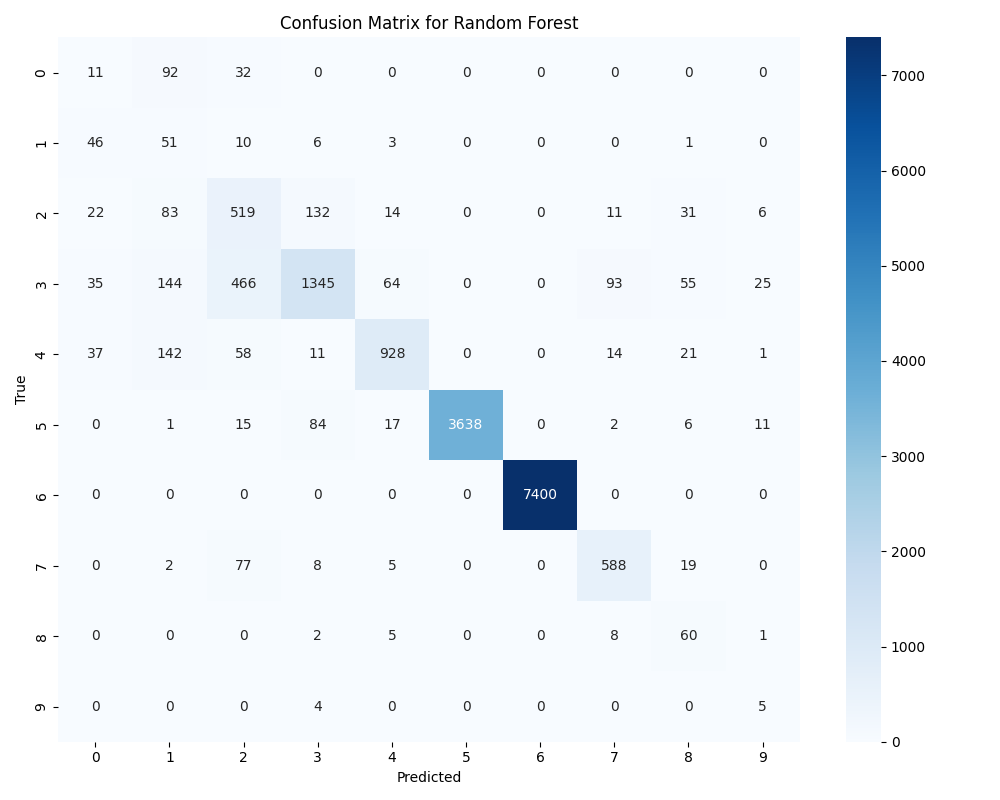 Confusion Matrix for Random Forest
0 11 92 32 0 0 0 0 0 0 0
1 46 51 10 6 3 0 0 0 1 0
2 22 83 519 132 14 0 0 11 31 6
3 35 144 466 1345 64 0 0 93 55 25
4 37 142 58 11 928 0 0 14 21 1
5 0 1 15 84 17 3638 0 2 6 11
6 0 0 0 0 0 0 7400 0 0 0
7 0 2 77 8 5 0 0 588 19 0
8 0 0 0 2 5 0 0 8 60 1
9 0 0 0 4 0 0 0 0 0 5
0 1 2 3 4 5 6 7 8 9
Predicted
True
7000
6000
5000
4000
3000
2000
1000
0